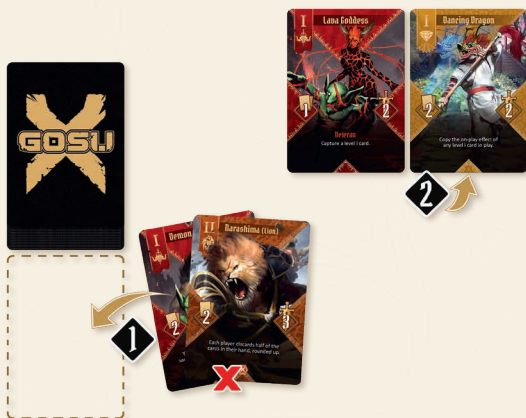 I
Lava Goddess
1
2
Veteran
Capture a level I card.
I
Dancing Dragon
2
2
Copy the on-play effect of
any level I card in play.
2
GOSU
X
I
Demon
2
II
Narashima (Lion)
2
3
Each player discards half of the
cards in their hand, rounded up.
X
1